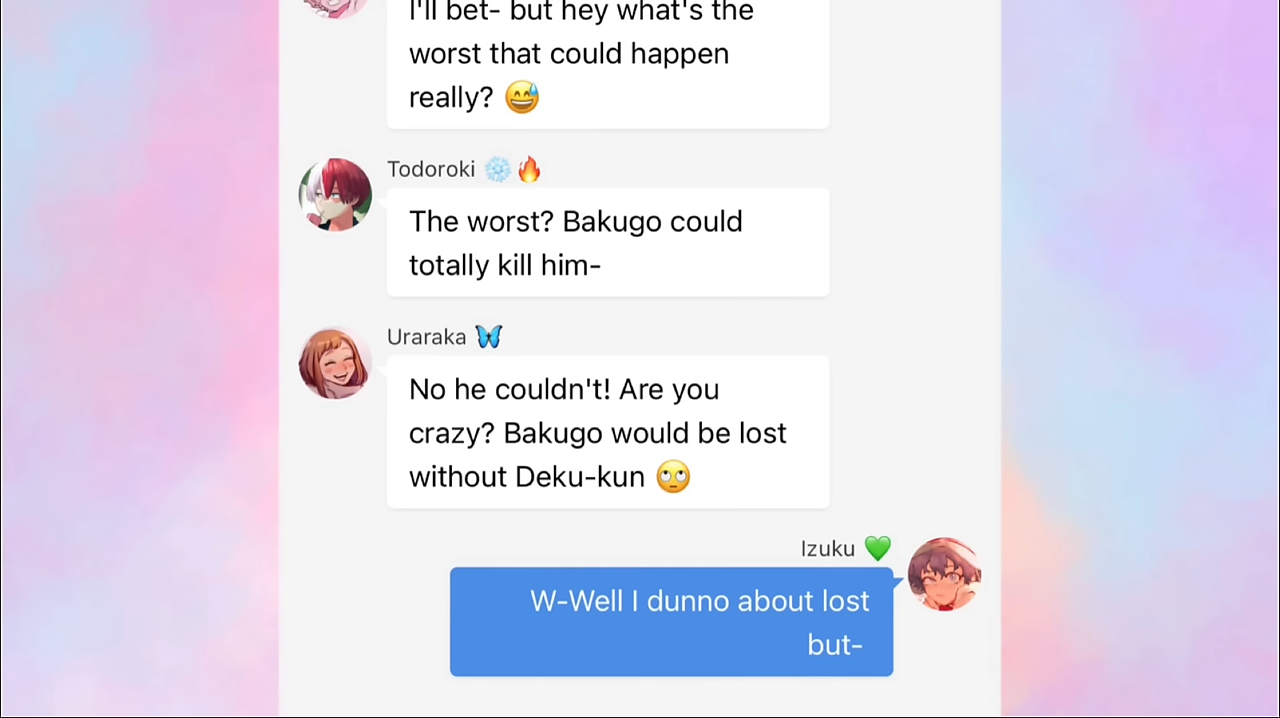 I'll bet- but hey what's the
worst that could happen
really? 😅
Todoroki ❄️🔥
The worst? Bakugo could
totally kill him-
Uraraka 🦋
No he couldn't! Are you
crazy? Bakugo would be lost
without Deku-kun 🙄
Izuku 💚
W-Well I dunno about lost
but-